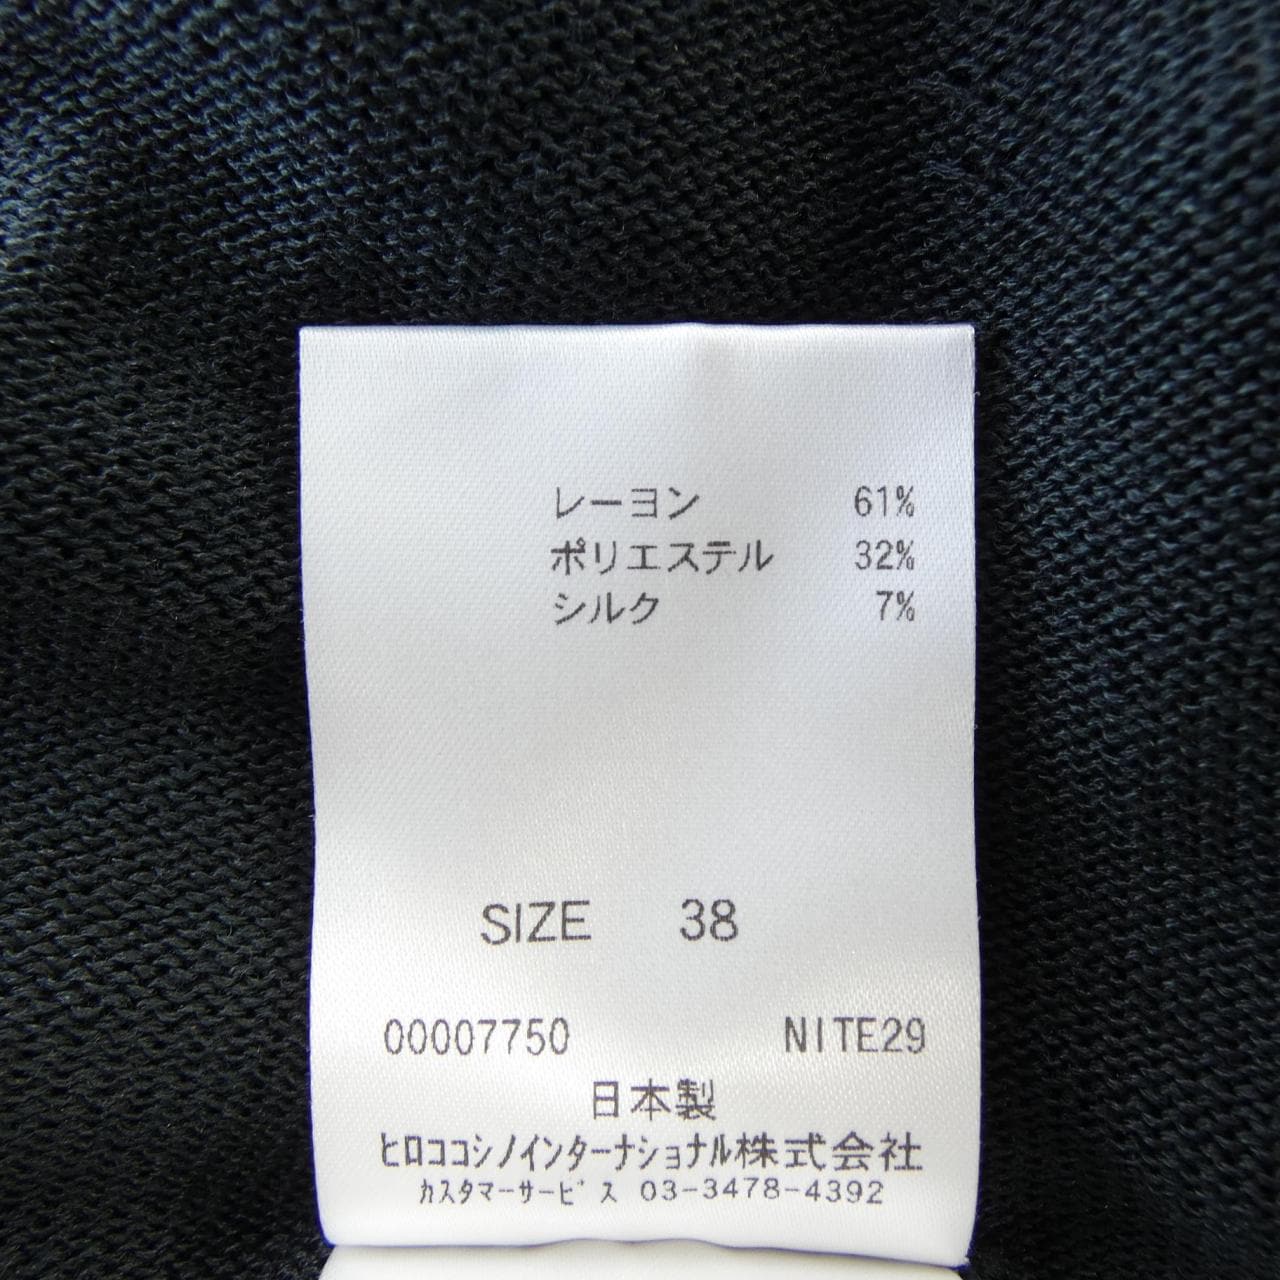 レーヨン 61%
ポリエステル 32%
シルク 7%
SIZE 38
00007750 NITE29
日本製
ﾋﾛｺｺｼﾉｲﾝﾀｰﾅｼｮﾅﾙ株式会社
ｶｽﾀﾏｰｻｰﾋﾞｽ 03-3478-4392